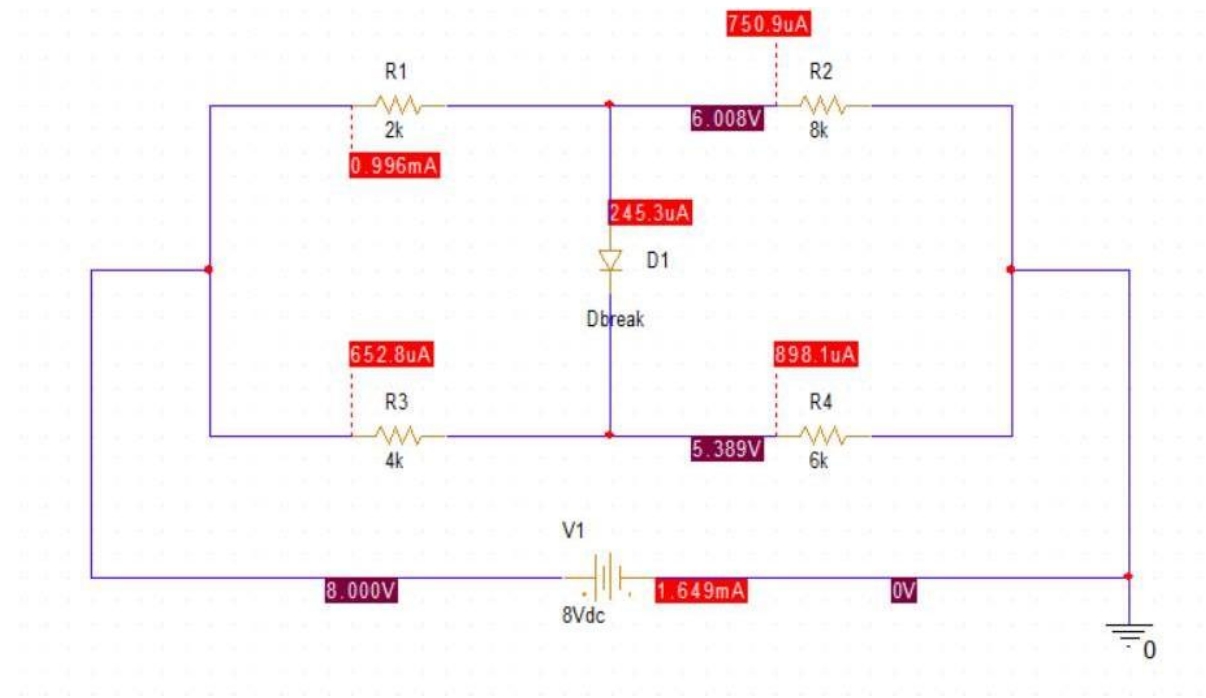 750.9uA
R1
R2
2k
6.008V
8k
0.996mA
245.3uA
D1
Dbreak
652.8uA
898.1uA
R3
R4
4k
5.389V
6k
V1
8.000V
1.649mA
0V
8Vdc
0